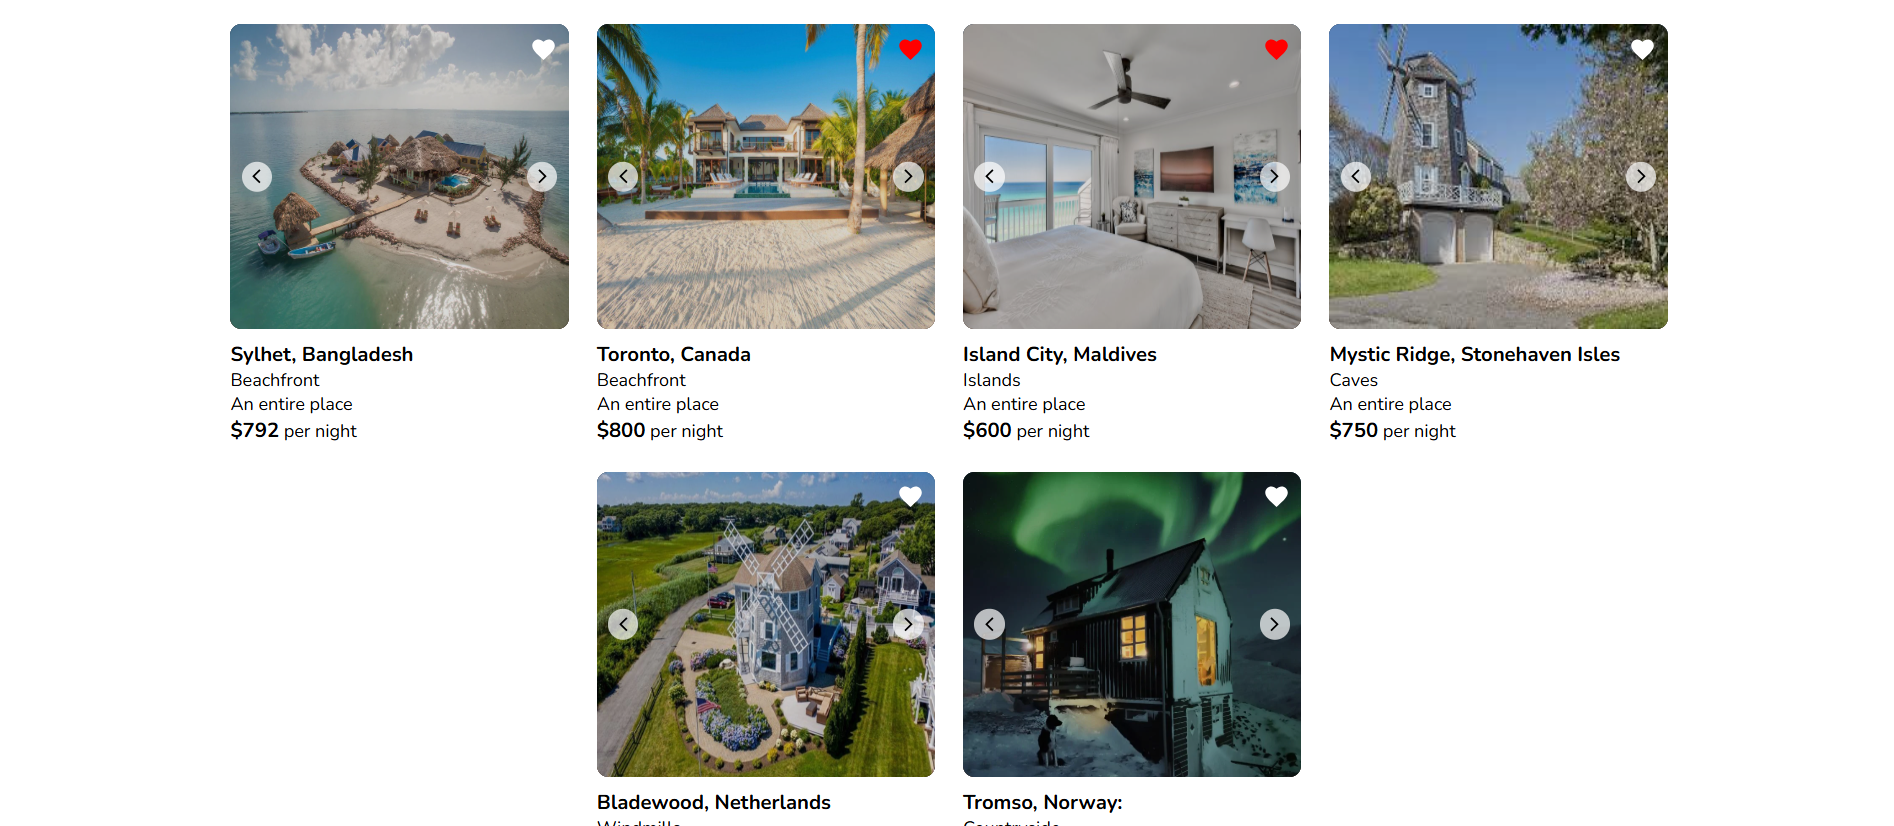 Sylhet, Bangladesh
Beachfront
An entire place
$792 per night
Toronto, Canada
Beachfront
An entire place
$800 per night
Island City, Maldives
Islands
An entire place
$600 per night
Mystic Ridge, Stonehaven Isles
Caves
An entire place
$750 per night
Bladewood, Netherlands
Tromso, Norway:
Countryside